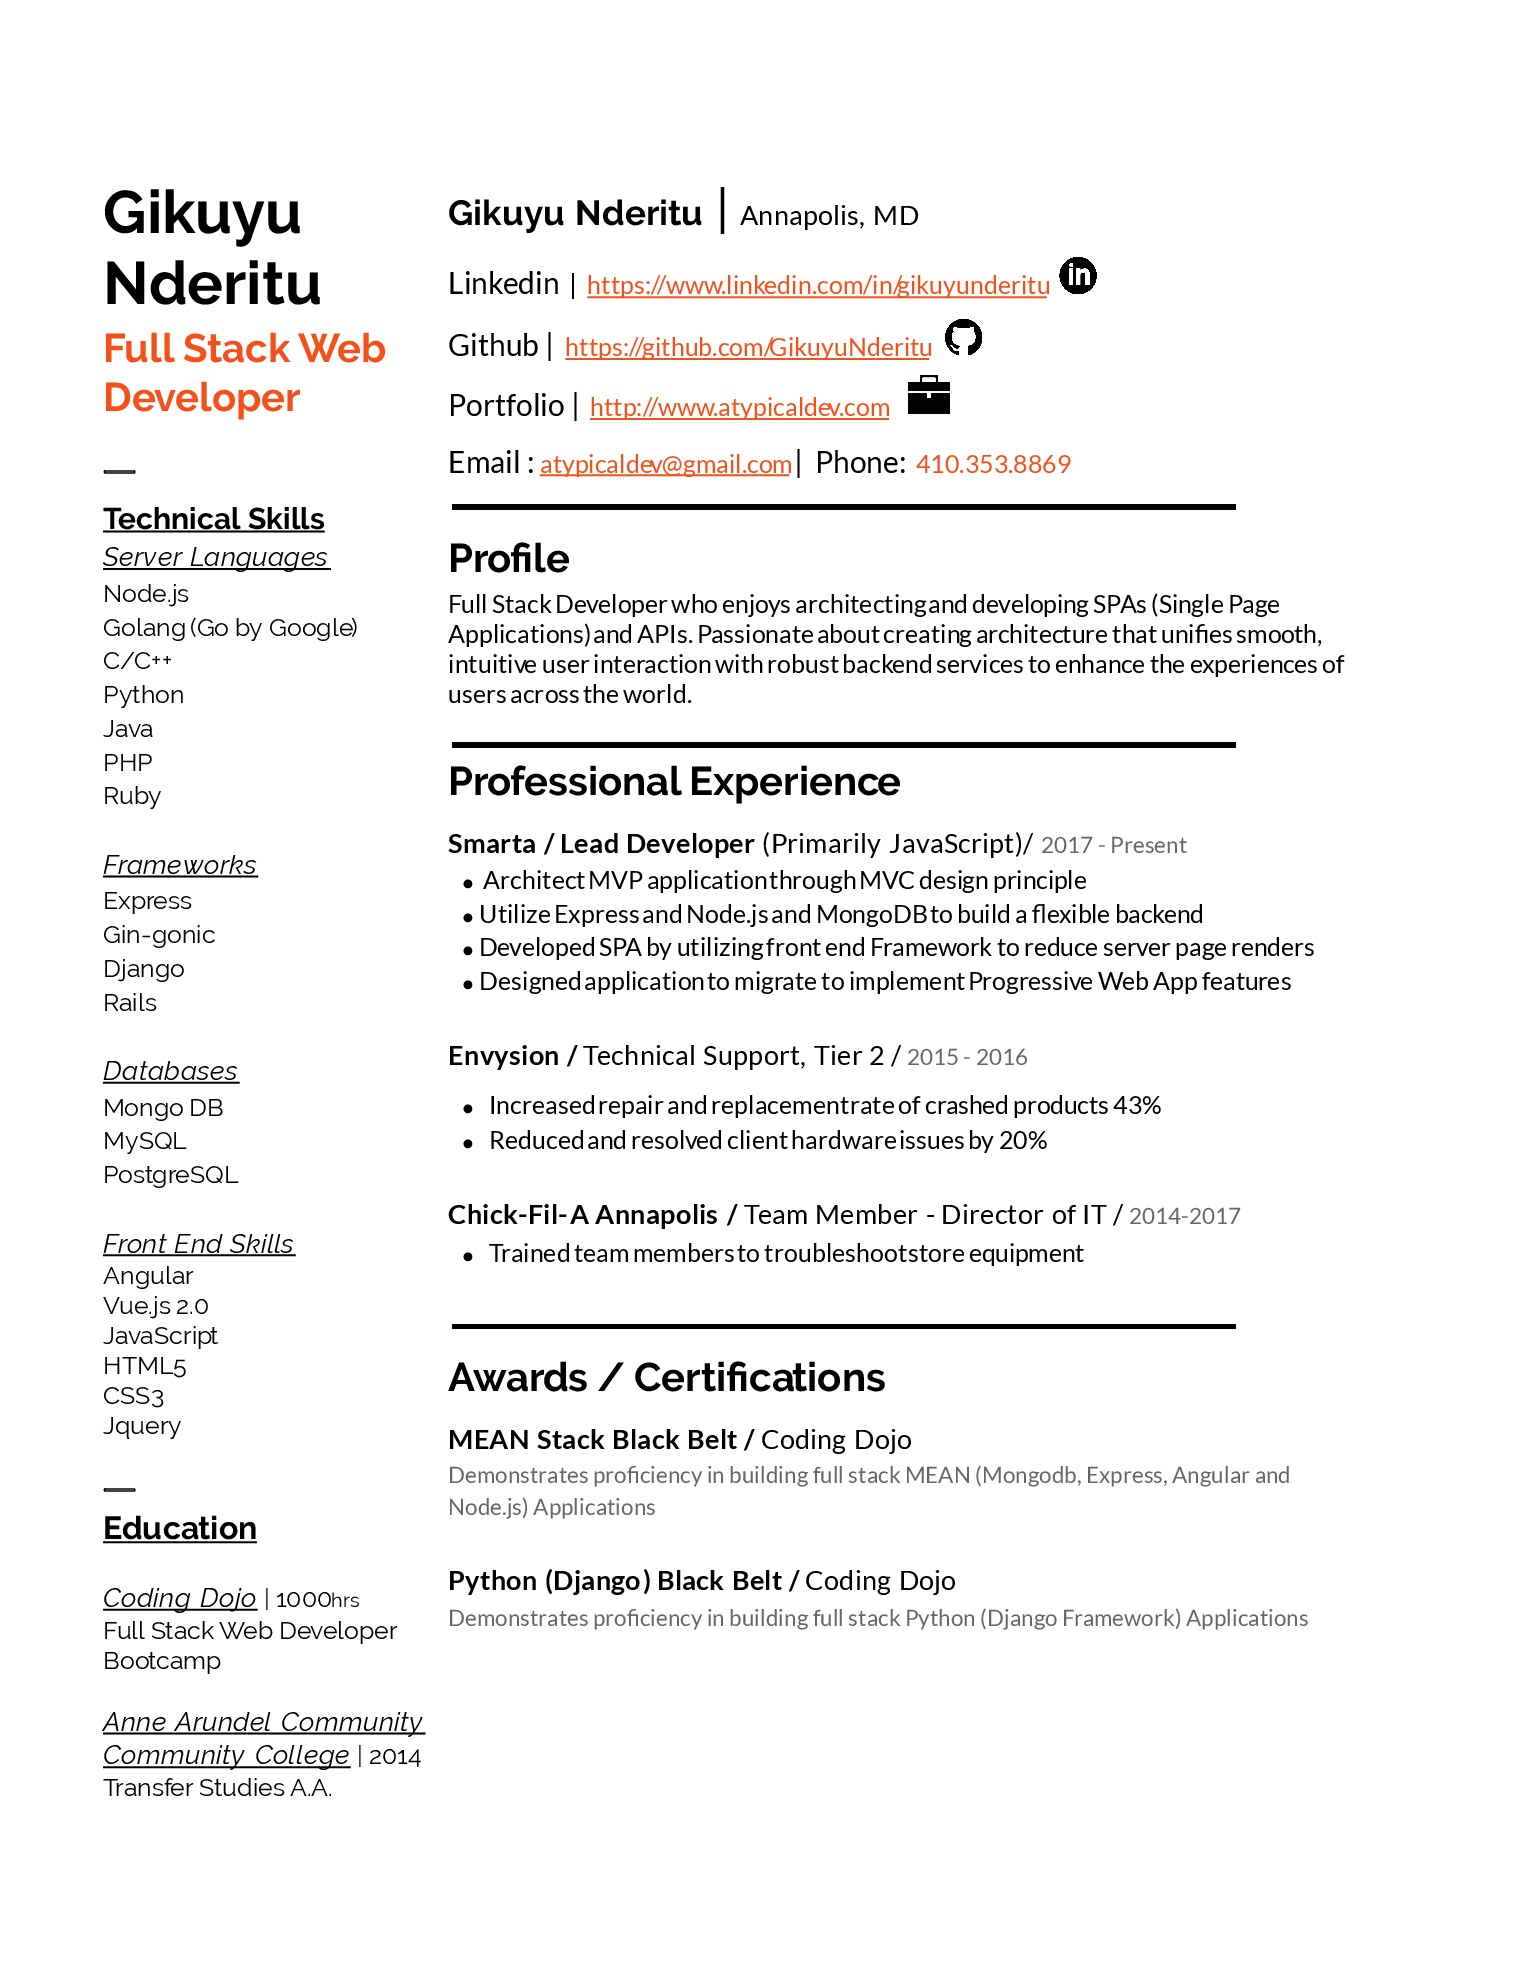 Gikuyu
Nderitu
Full Stack Web
Developer
Technical Skills
Server Languages
Node.js
Golang (Go by Google)
C/C++
Python
Java
PHP
Ruby
Frameworks
Express
Gin-gonic
Django
Rails
Databases
Mongo DB
MySQL
PostgreSQL
Front End Skills
Angular
Vue.js 2.0
JavaScript
HTML5
CSS3
Jquery
Education
Coding Dojo | 1000hrs
Full Stack Web Developer
Bootcamp
Anne Arundel Community
Community College | 2014
Transfer Studies A.A.
Gikuyu Nderitu | Annapolis, MD
Linkedin | https://www.linkedin.com/in/gikuyunderitu in
Github | https://github.com/GikuyuNderitu
Portfolio | http://www.atypicaldev.com
Email : atypicaldev@gmail.com | Phone: 410.353.8869
Profile
Full Stack Developer who enjoys architecting and developing SPAs (Single Page
Applications) and APIs. Passionate about creating architecture that unifies smooth,
intuitive user interaction with robust backend services to enhance the experiences of
users across the world.
Professional Experience
Smarta / Lead Developer (Primarily JavaScript)/ 2017 - Present
● Architect MVP application through MVC design principle
● Utilize Express and Node.js and MongoDB to build a flexible backend
● Developed SPA by utilizing front end Framework to reduce server page renders
● Designed application to migrate to implement Progressive Web App features
Envysion / Technical Support, Tier 2 / 2015 - 2016
● Increased repair and replacement rate of crashed products 43%
● Reduced and resolved client hardware issues by 20%
Chick-Fil-A Annapolis / Team Member - Director of IT / 2014-2017
● Trained team members to troubleshoot store equipment
Awards / Certifications
MEAN Stack Black Belt / Coding Dojo
Demonstrates proficiency in building full stack MEAN (Mongodb, Express, Angular and
Node.js) Applications
Python (Django) Black Belt / Coding Dojo
Demonstrates proficiency in building full stack Python (Django Framework) Applications